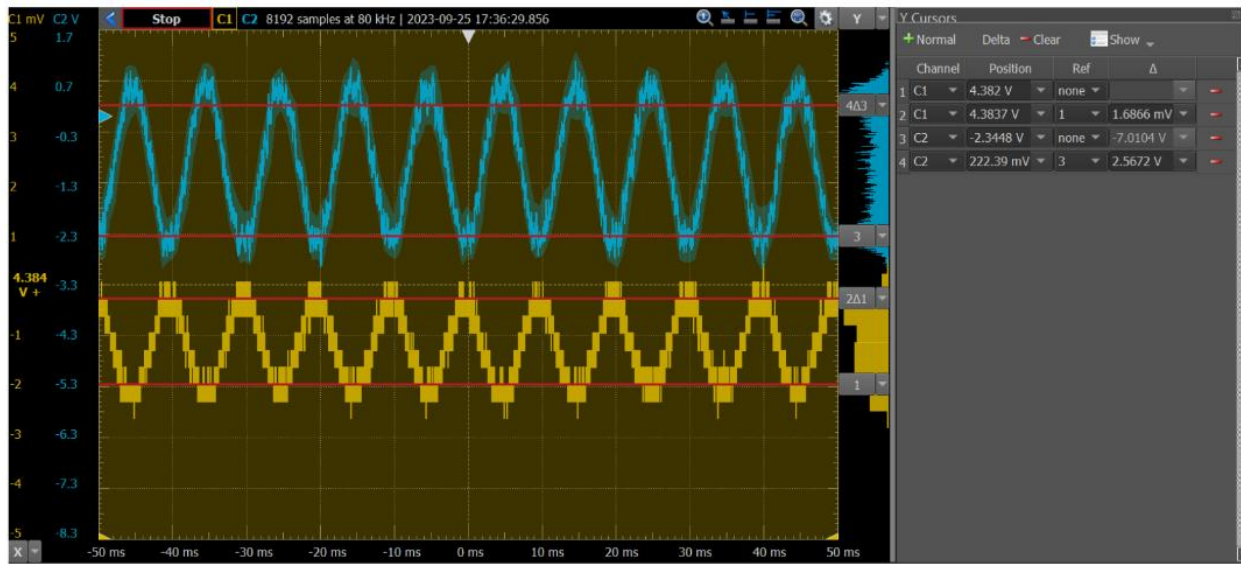 C1 mV C2 V Stop C1 C2 8192 samples at 80 kHz | 2023-09-25 17:36:29.856 Y
5 1.7
4 0.7
3 -0.3
2 -1.3
1 -2.3
4.384 V + -3.3
-1 -4.3
-2 -5.3
-3 -6.3
-4 -7.3
-5 -8.3
4Δ3
3
2Δ1
1
X -50 ms -40 ms -30 ms -20 ms -10 ms 0 ms 10 ms 20 ms 30 ms 40 ms 50 ms
Y Cursors
Normal Delta Clear Show
Channel Position Ref Δ
1 C1 4.382 V none
2 C1 4.3837 V 1 1.6866 mV
3 C2 -2.3448 V none -7.0104 V
4 C2 222.39 mV 3 2.5672 V